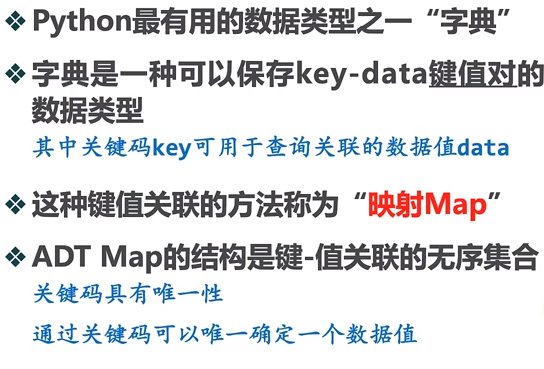 ❖ Python最有用的数据类型之一“字典”
❖ 字典是一种可以保存key-data键值对的
数据类型
其中关键码key可用于查询关联的数据值data
❖ 这种键值关联的方法称为“映射Map”
❖ ADT Map的结构是键-值关联的无序集合
关键码具有唯一性
通过关键码可以唯一确定一个数据值